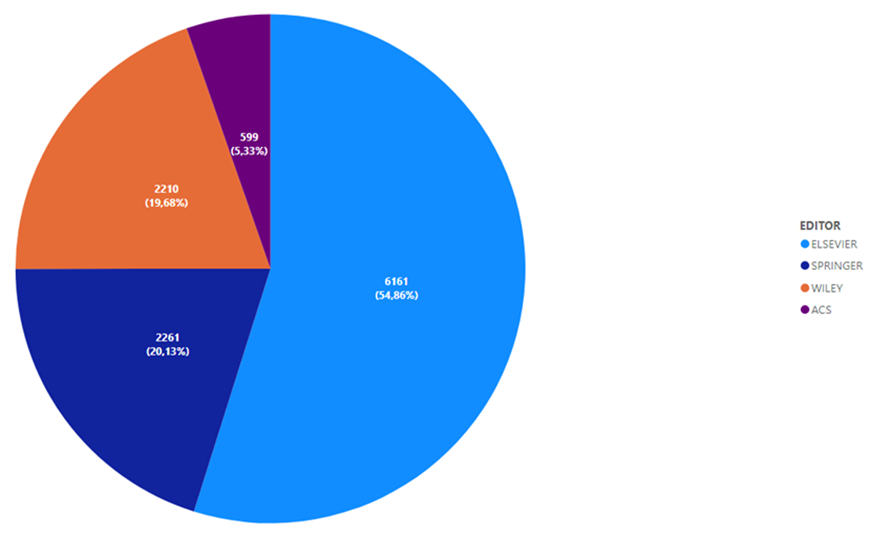 599
(5,33%)
2210
(19,68%)
6161
(54,86%)
2261
(20,13%)
EDITOR
ELSEVIER
SPRINGER
WILEY
ACS